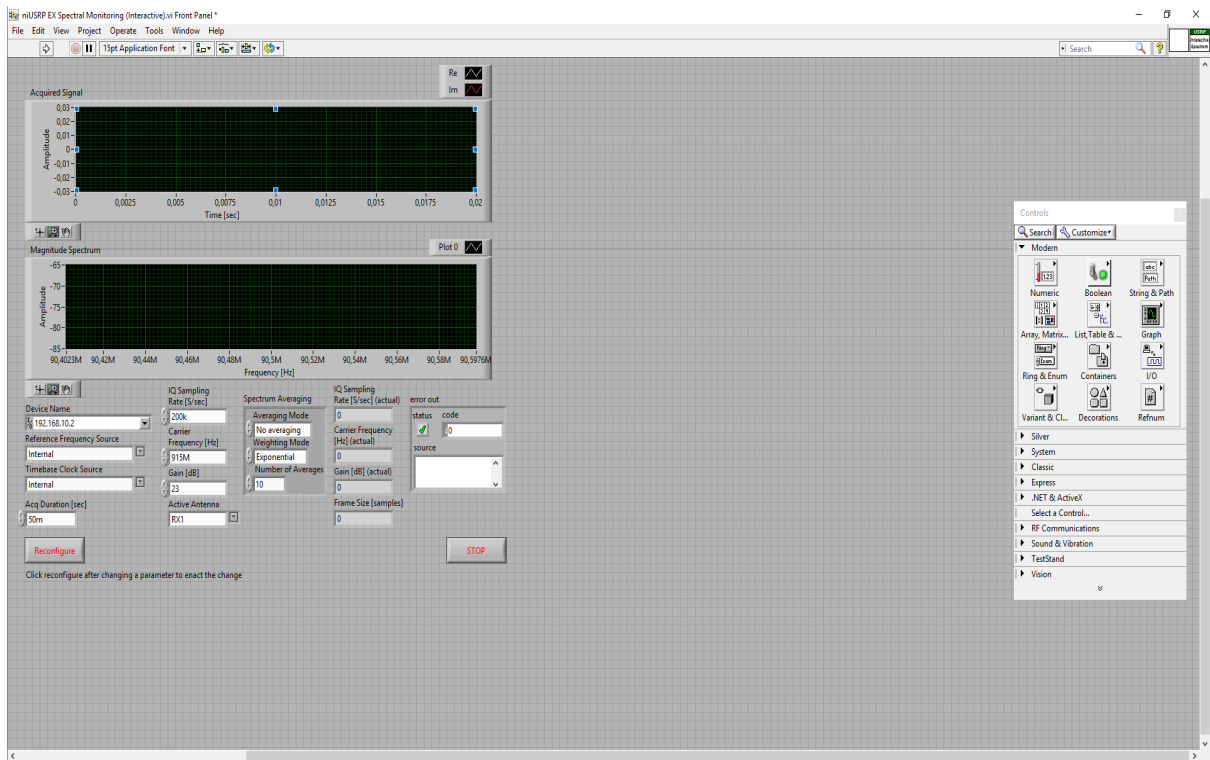 niUSRP EX Spectral Monitoring (Interactive).vi Front Panel *
File Edit View Project Operate Tools Window Help
15pt Application Font
Search
USRP
Interactive
Spectrum
Re
Im
Acquired Signal
0,03
0,02
0,01
0
-0,01
-0,02
-0,03
Amplitude
0 0,0025 0,005 0,0075 0,01 0,0125 0,015 0,0175 0,02
Time [sec]
Magnitude Spectrum
Plot 0
-65
-70
-75
-80
-85
Amplitude
90,4023M 90,42M 90,44M 90,46M 90,48M 90,5M 90,52M 90,54M 90,56M 90,58M 90,5976M
Frequency [Hz]
Device Name
192.168.10.2
Reference Frequency Source
Internal
Timebase Clock Source
Internal
Acq Duration [sec]
50m
IQ Sampling
Rate [S/sec]
200k
Carrier
Frequency [Hz]
915M
Gain [dB]
23
Active Antenna
RX1
Spectrum Averaging
Averaging Mode
No averaging
Weighting Mode
Exponential
Number of Averages
10
IQ Sampling
Rate [S/sec] (actual)
0
Carrier Frequency
[Hz] (actual)
0
Gain [dB] (actual)
0
Frame Size [samples]
0
error out
status code
0
source
Reconfigure
STOP
Click reconfigure after changing a parameter to enact the change
Controls
Search Customize
Modern
Numeric Boolean String & Path
Array, Matrix... List, Table & ... Graph
Ring & Enum Containers I/O
Variant & Cl... Decorations Refnum
Silver
System
Classic
Express
.NET & ActiveX
Select a Control...
RF Communications
Sound & Vibration
TestStand
Vision